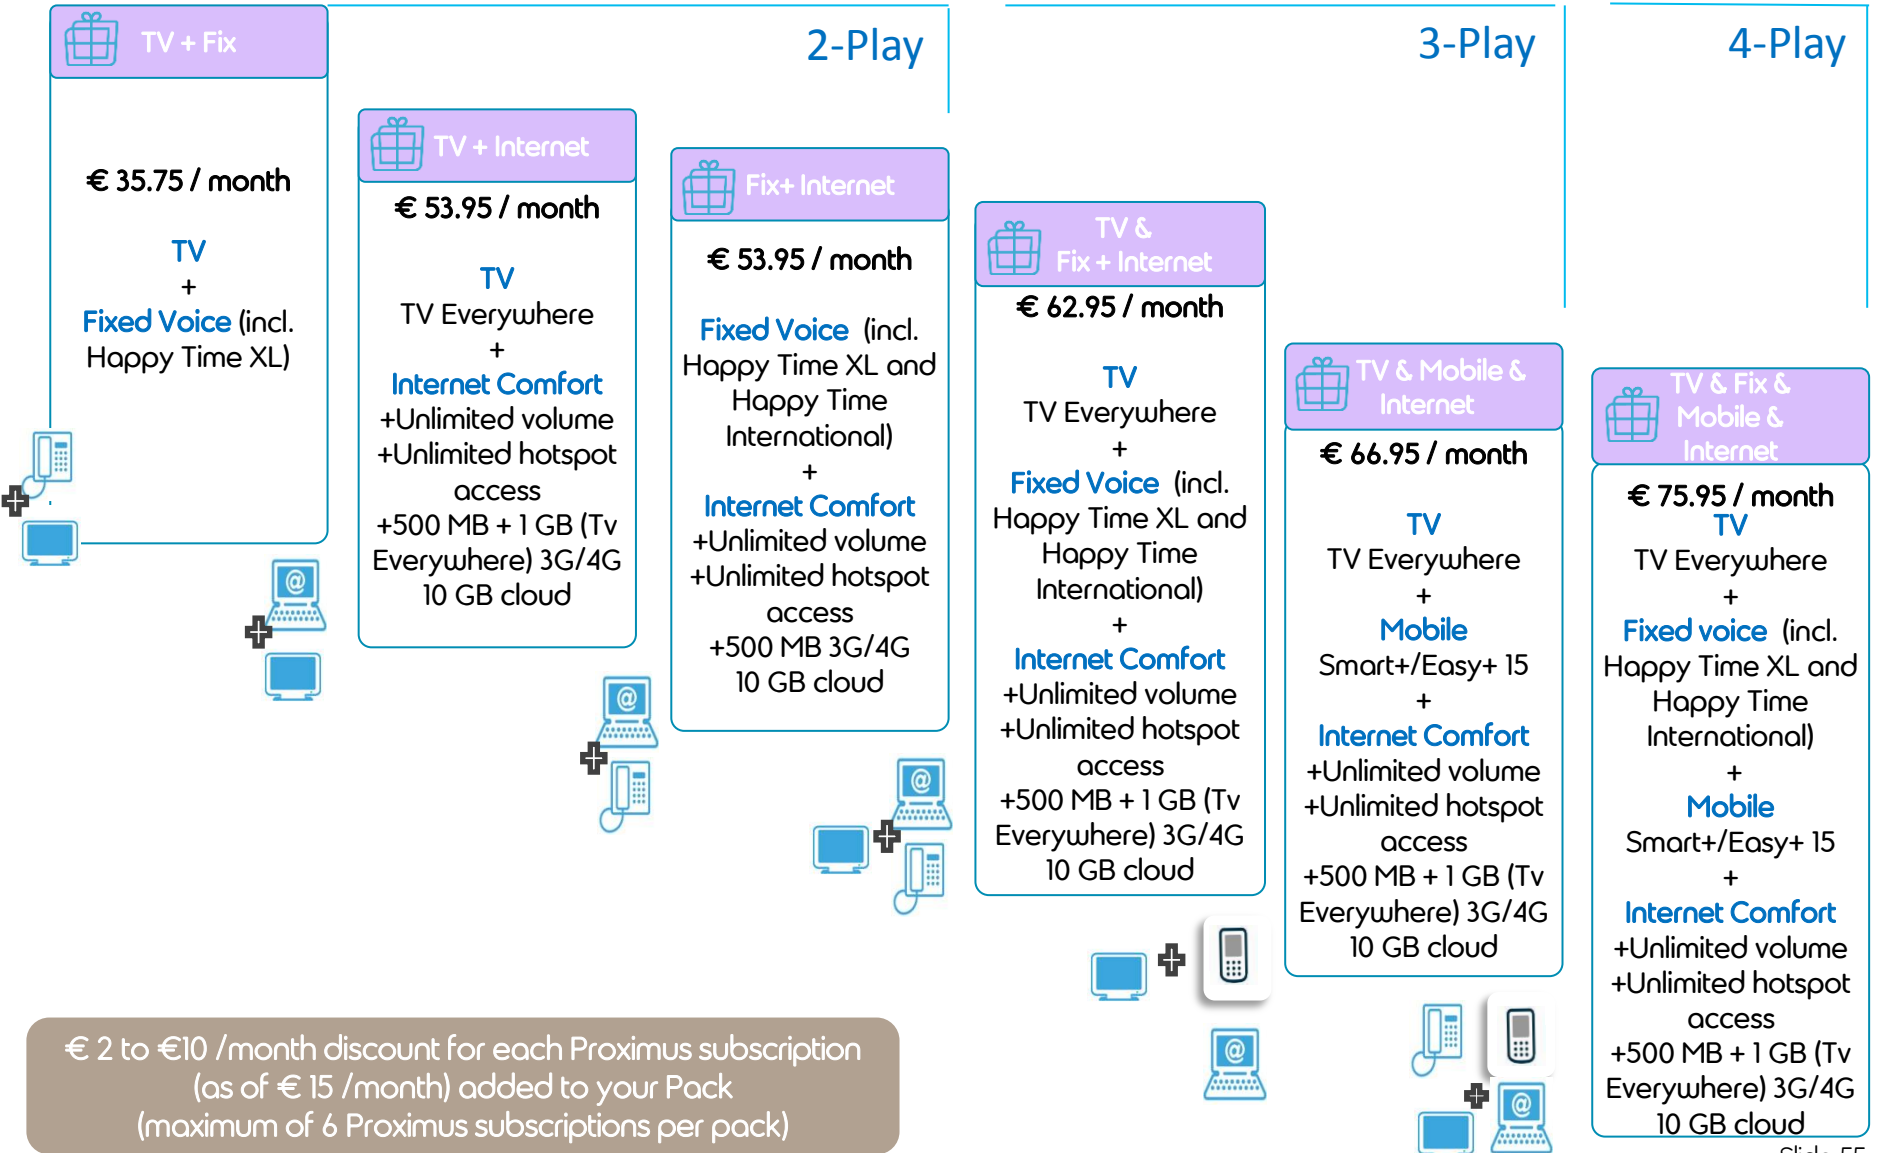 2-Play
3-Play
4-Play
TV + Fix
€ 35.75 / month
TV
+
Fixed Voice (incl.
Happy Time XL)
TV + Internet
€ 53.95 / month
TV
TV Everywhere
+
Internet Comfort
+Unlimited volume
+Unlimited hotspot
access
+500 MB + 1 GB (Tv
Everywhere) 3G/4G
10 GB cloud
Fix+ Internet
€ 53.95 / month
Fixed Voice (incl.
Happy Time XL and
Happy Time
International)
+
Internet Comfort
+Unlimited volume
+Unlimited hotspot
access
+500 MB 3G/4G
10 GB cloud
TV &
Fix + Internet
€ 62.95 / month
TV
TV Everywhere
+
Fixed Voice (incl.
Happy Time XL and
Happy Time
International)
+
Internet Comfort
+Unlimited volume
+Unlimited hotspot
access
+500 MB + 1 GB (Tv
Everywhere) 3G/4G
10 GB cloud
TV & Mobile &
Internet
€ 66.95 / month
TV
TV Everywhere
+
Mobile
Smart+/Easy+ 15
+
Internet Comfort
+Unlimited volume
+Unlimited hotspot
access
+500 MB + 1 GB (Tv
Everywhere) 3G/4G
10 GB cloud
TV & Fix &
Mobile &
Internet
€ 75.95 / month
TV
TV Everywhere
+
Fixed voice (incl.
Happy Time XL and
Happy Time
International)
+
Mobile
Smart+/Easy+ 15
+
Internet Comfort
+Unlimited volume
+Unlimited hotspot
access
+500 MB + 1 GB (Tv
Everywhere) 3G/4G
10 GB cloud
€ 2 to €10 /month discount for each Proximus subscription
(as of € 15 /month) added to your Pack
(maximum of 6 Proximus subscriptions per pack)
Slide 55